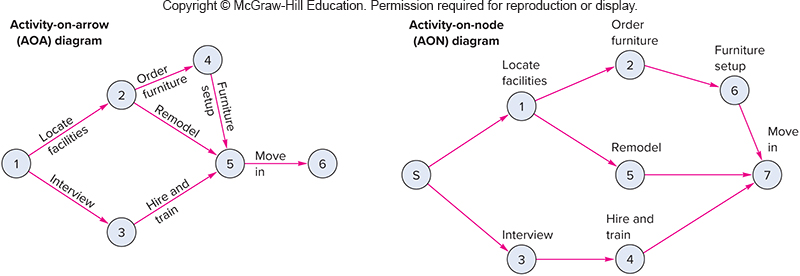 Copyright © McGraw-Hill Education. Permission required for reproduction or display.
Activity-on-arrow
(AOA) diagram
1
Locate
facilities
2
Order
furniture
4
Furniture
setup
Remodel
Interview
3
Hire and
train
5
Move
in
6
Activity-on-node
(AON) diagram
S
Locate
facilities
1
Order
furniture
2
Furniture
setup
6
Remodel
5
Move
in
7
Interview
3
Hire and
train
4